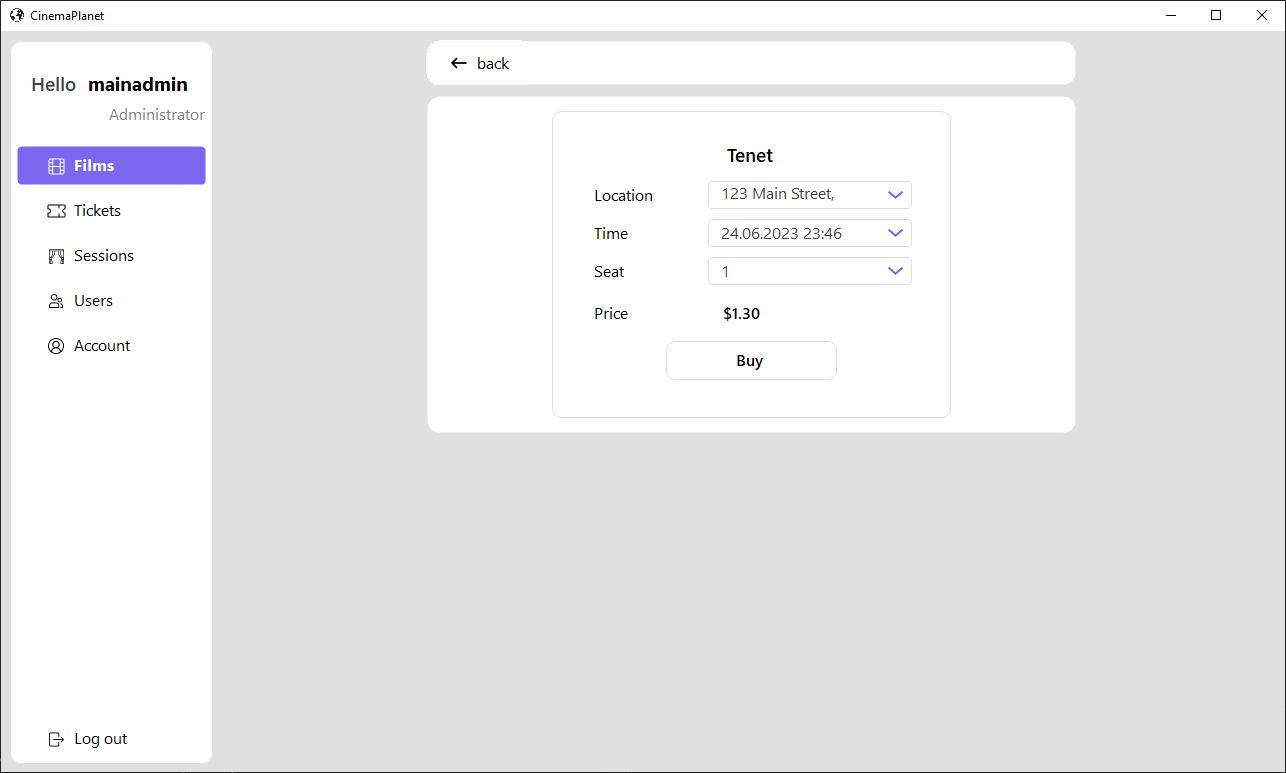 CinemaPlanet
Hello mainadmin
Administrator
Films
Tickets
Sessions
Users
Account
Log out
back
Tenet
Location 123 Main Street,
Time 24.06.2023 23:46
Seat 1
Price $1.30
Buy